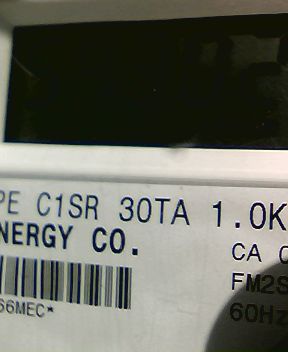 PE C1SR 30TA 1.0K
NERGY CO.
CA
FM2S
66MEC*
60Hz